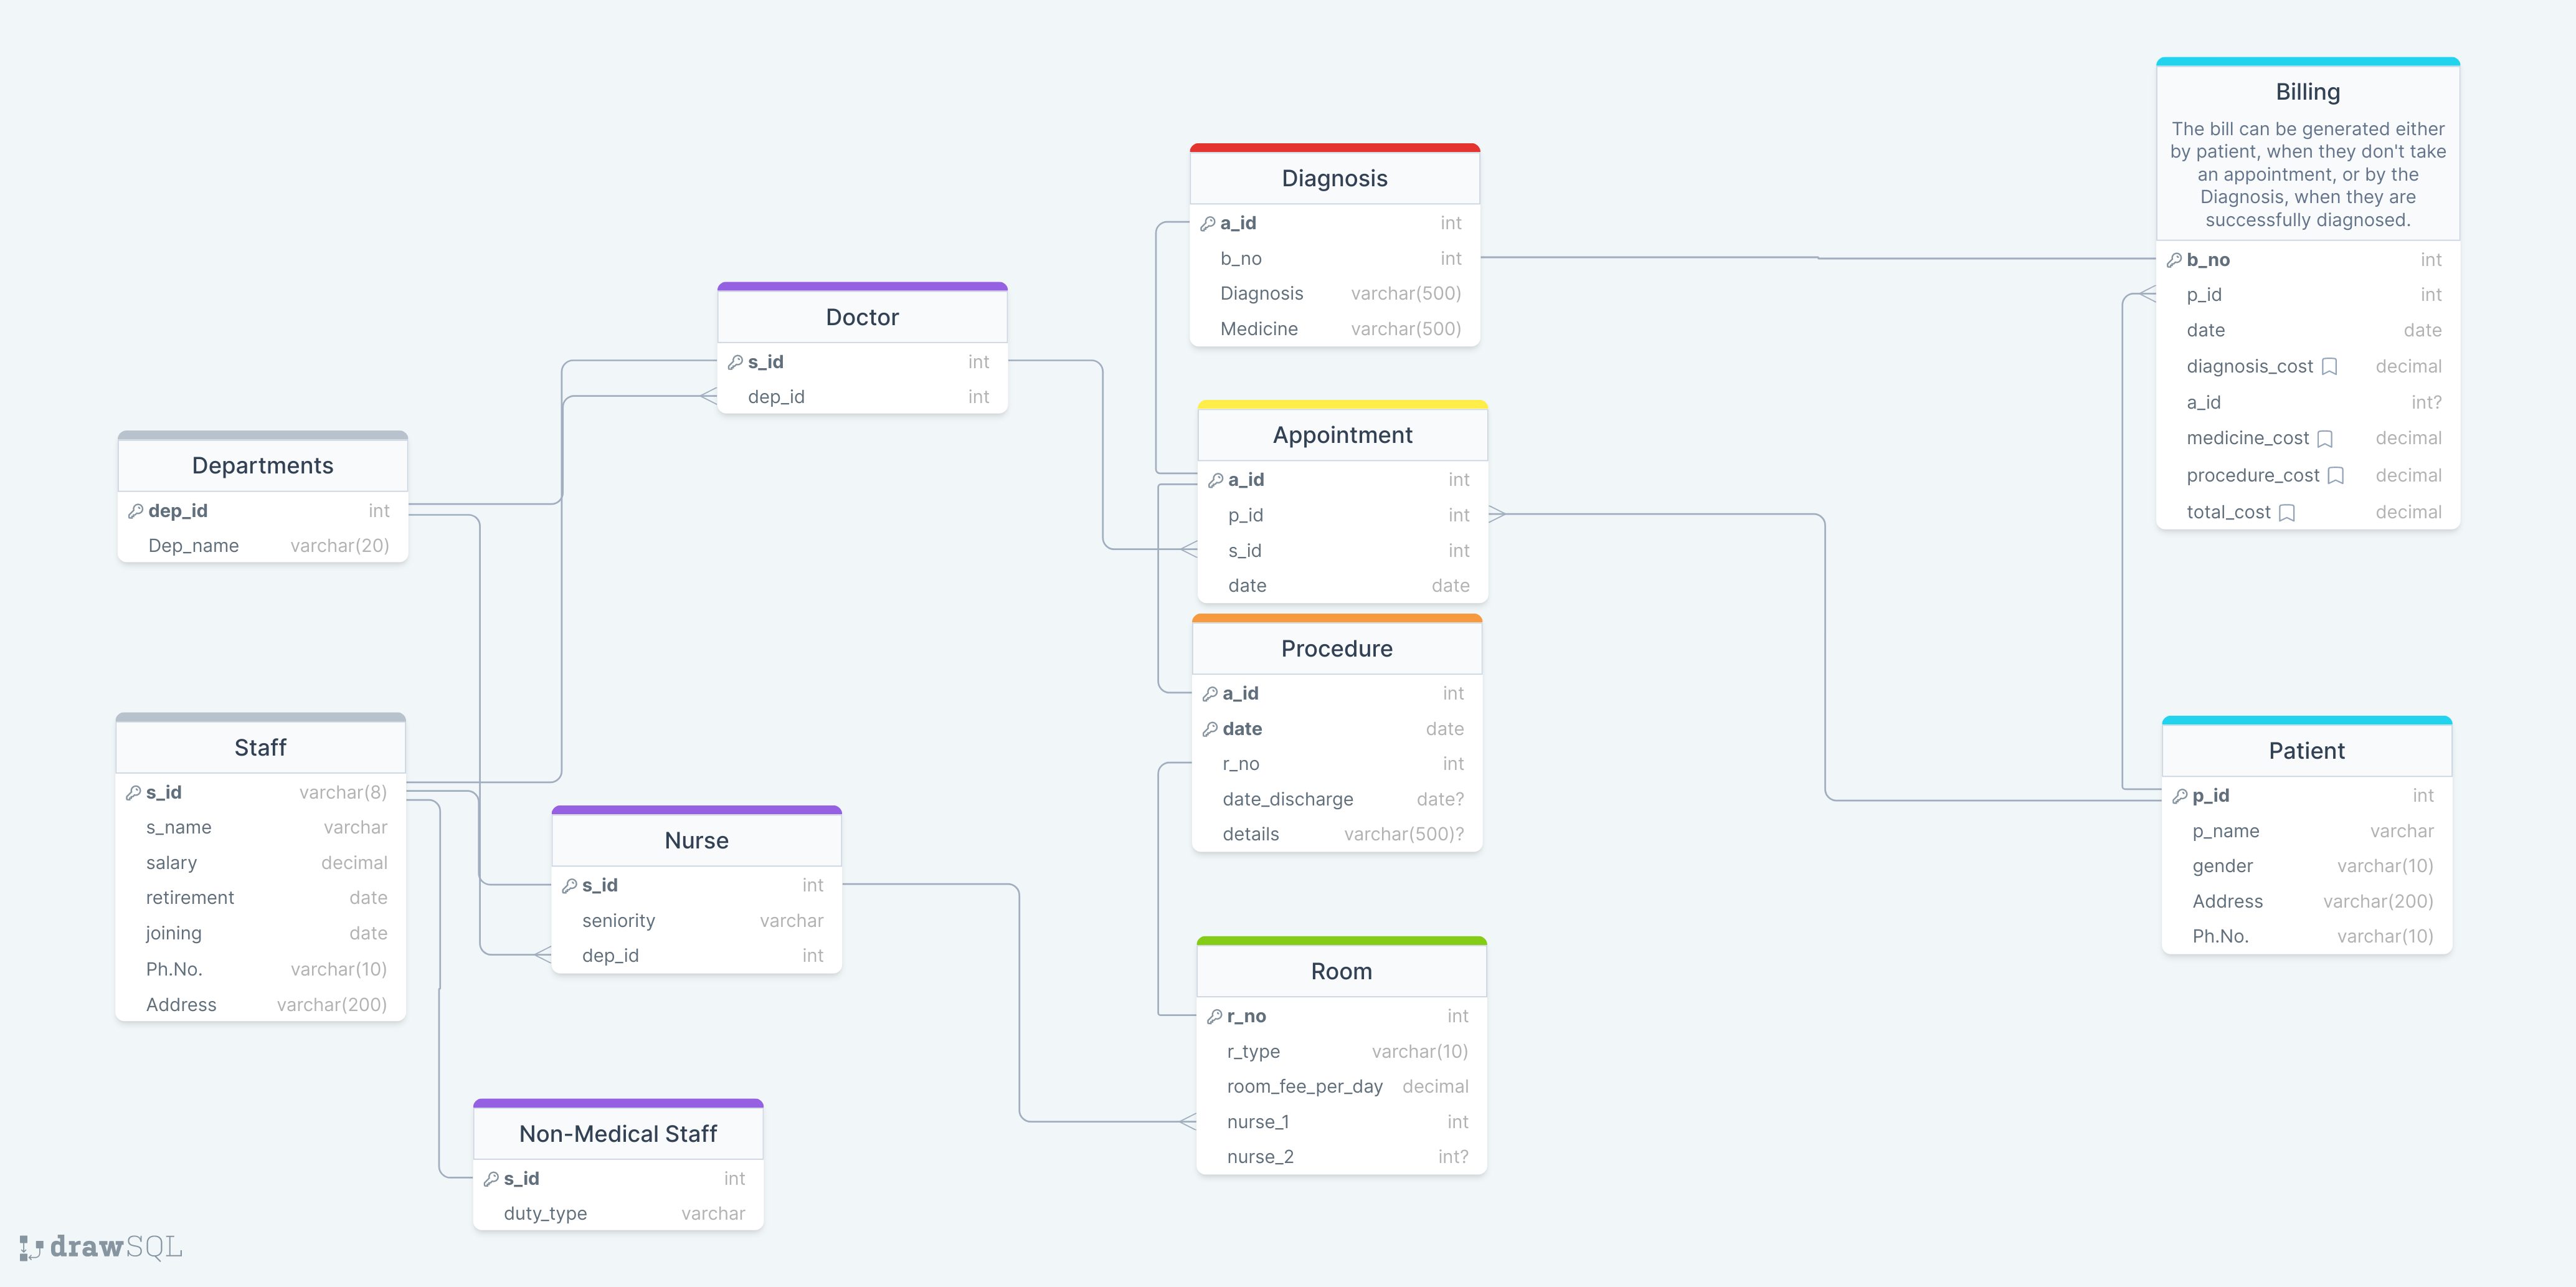 Billing
The bill can be generated either
by patient, when they don't take
an appointment, or by the
Diagnosis, when they are
successfully diagnosed.
b_no int
p_id int
date date
diagnosis_cost decimal
a_id int?
medicine_cost decimal
procedure_cost decimal
total_cost decimal
Diagnosis
a_id int
b_no int
Diagnosis varchar(500)
Medicine varchar(500)
Doctor
s_id int
dep_id int
Appointment
a_id int
p_id int
s_id int
date date
Departments
dep_id int
Dep_name varchar(20)
Procedure
a_id int
date date
r_no int
date_discharge date?
details varchar(500)?
Staff
s_id varchar(8)
s_name varchar
salary decimal
retirement date
joining date
Ph.No. varchar(10)
Address varchar(200)
Patient
p_id int
p_name varchar
gender varchar(10)
Address varchar(200)
Ph.No. varchar(10)
Nurse
s_id int
seniority varchar
dep_id int
Room
r_no int
r_type varchar(10)
room_fee_per_day decimal
nurse_1 int
nurse_2 int?
Non-Medical Staff
s_id int
duty_type varchar
drawSQL